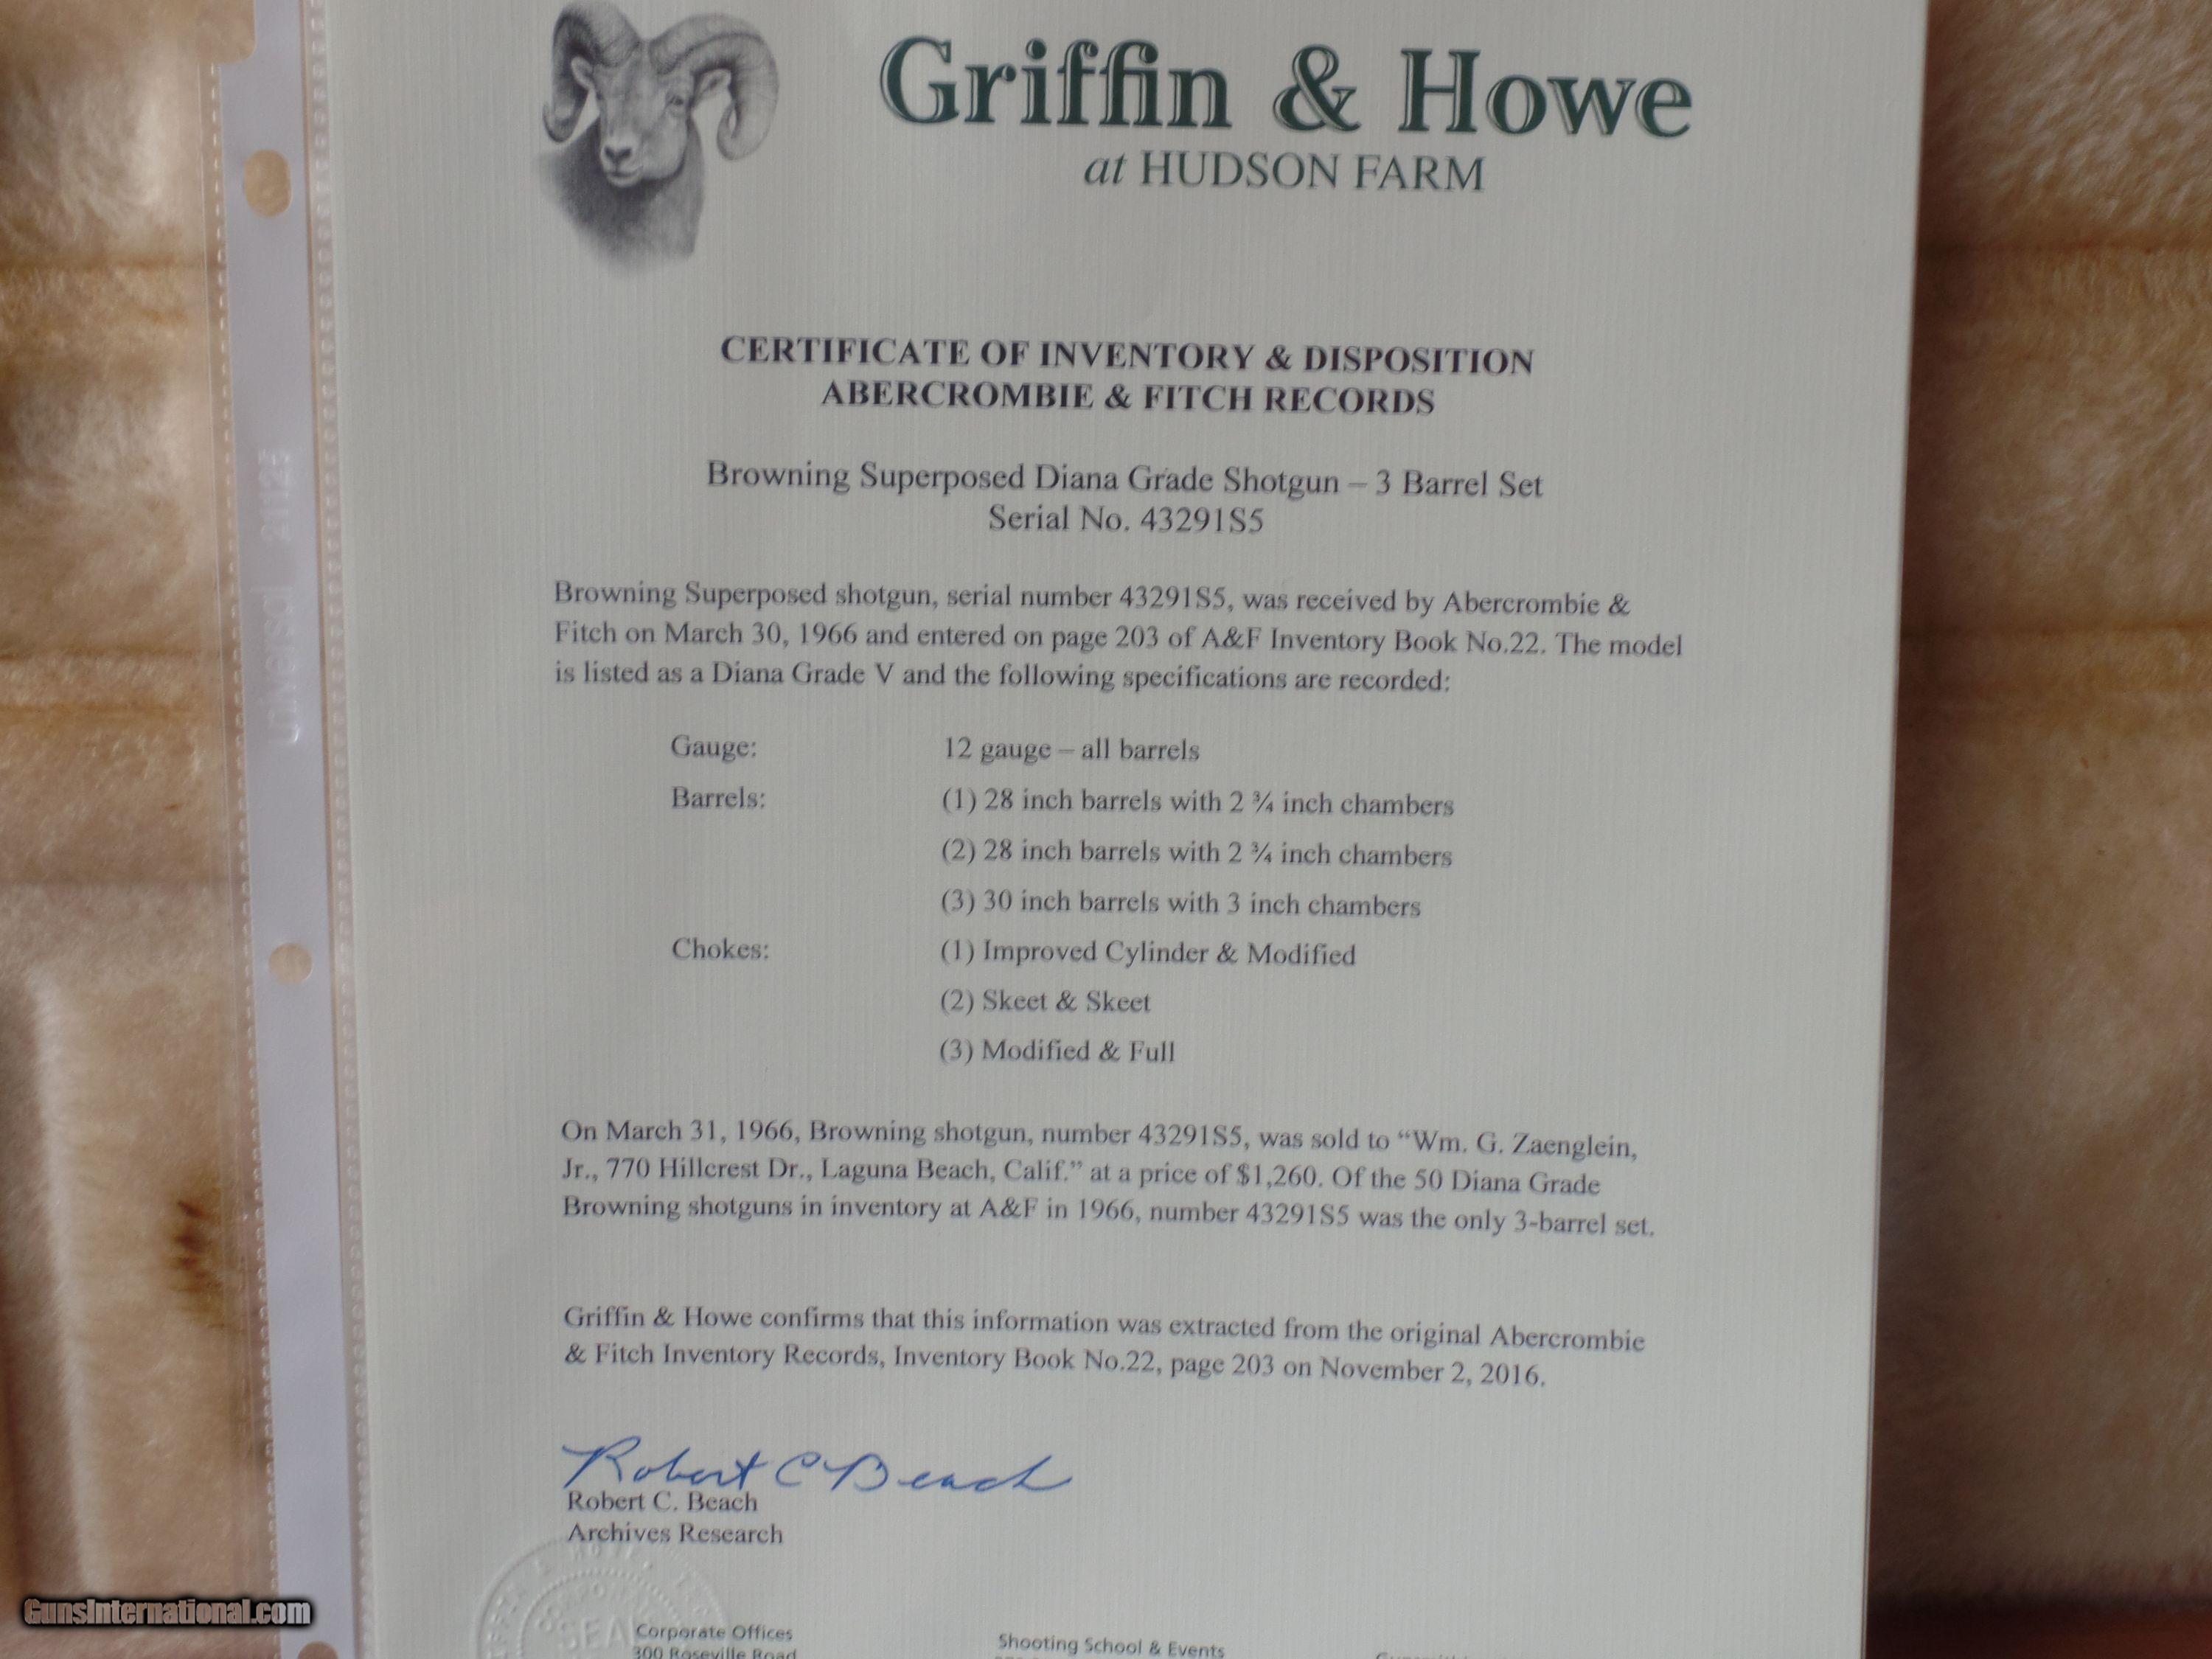 Griffin & Howe
at HUDSON FARM
CERTIFICATE OF INVENTORY & DISPOSITION
ABERCROMBIE & FITCH RECORDS
Browning Superposed Diana Grade Shotgun – 3 Barrel Set
Serial No. 43291S5
Browning Superposed shotgun, serial number 43291S5, was received by Abercrombie &
Fitch on March 30, 1966 and entered on page 203 of A&F Inventory Book No.22. The model
is listed as a Diana Grade V and the following specifications are recorded:
Gauge: 12 gauge – all barrels
Barrels: (1) 28 inch barrels with 2 ¾ inch chambers
(2) 28 inch barrels with 2 ¾ inch chambers
(3) 30 inch barrels with 3 inch chambers
Chokes: (1) Improved Cylinder & Modified
(2) Skeet & Skeet
(3) Modified & Full
On March 31, 1966, Browning shotgun, number 43291S5, was sold to “Wm. G. Zaenglein,
Jr., 770 Hillcrest Dr., Laguna Beach, Calif.” at a price of $1,260. Of the 50 Diana Grade
Browning shotguns in inventory at A&F in 1966, number 43291S5 was the only 3-barrel set.
Griffin & Howe confirms that this information was extracted from the original Abercrombie
& Fitch Inventory Records, Inventory Book No.22, page 203 on November 2, 2016.
Robert C Beach
Robert C. Beach
Archives Research
SEA
Corporate Offices
300 Roseville Road
Shooting School & Events
Universal 21125
GunsInternational.com